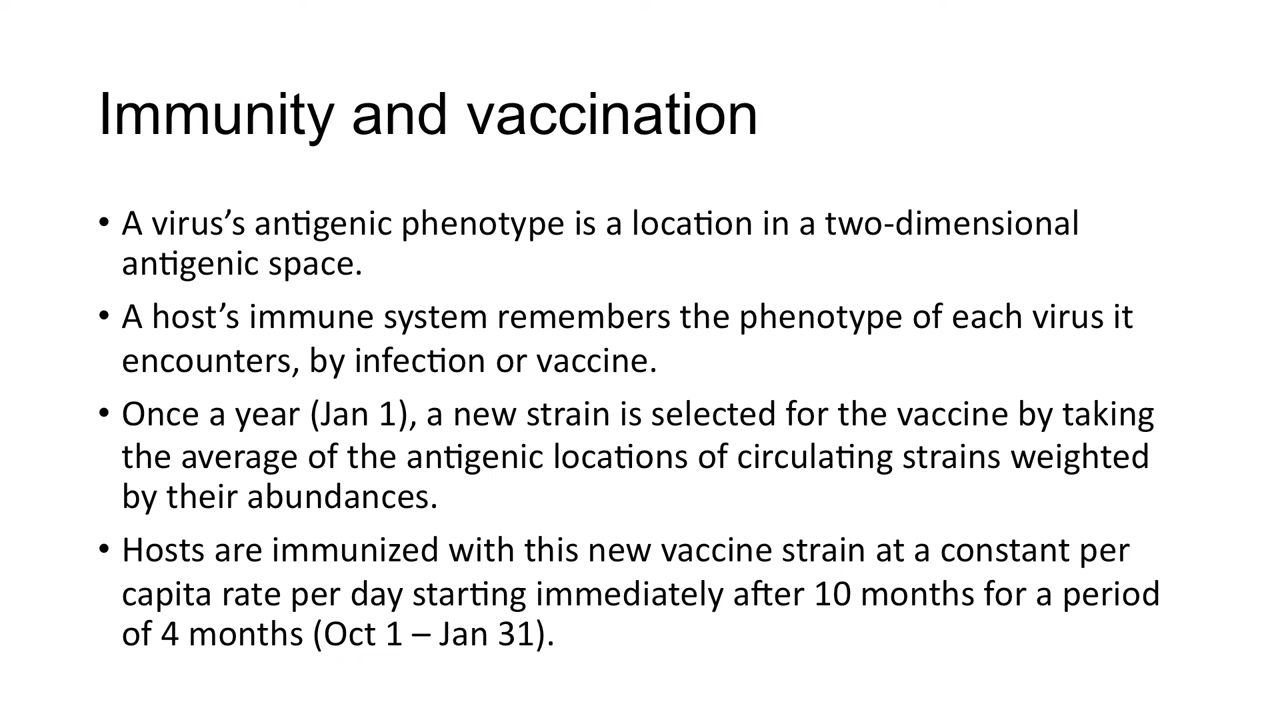 Immunity and vaccination
• A virus’s antigenic phenotype is a location in a two-dimensional
antigenic space.
• A host’s immune system remembers the phenotype of each virus it
encounters, by infection or vaccine.
• Once a year (Jan 1), a new strain is selected for the vaccine by taking
the average of the antigenic locations of circulating strains weighted
by their abundances.
• Hosts are immunized with this new vaccine strain at a constant per
capita rate per day starting immediately after 10 months for a period
of 4 months (Oct 1 – Jan 31).